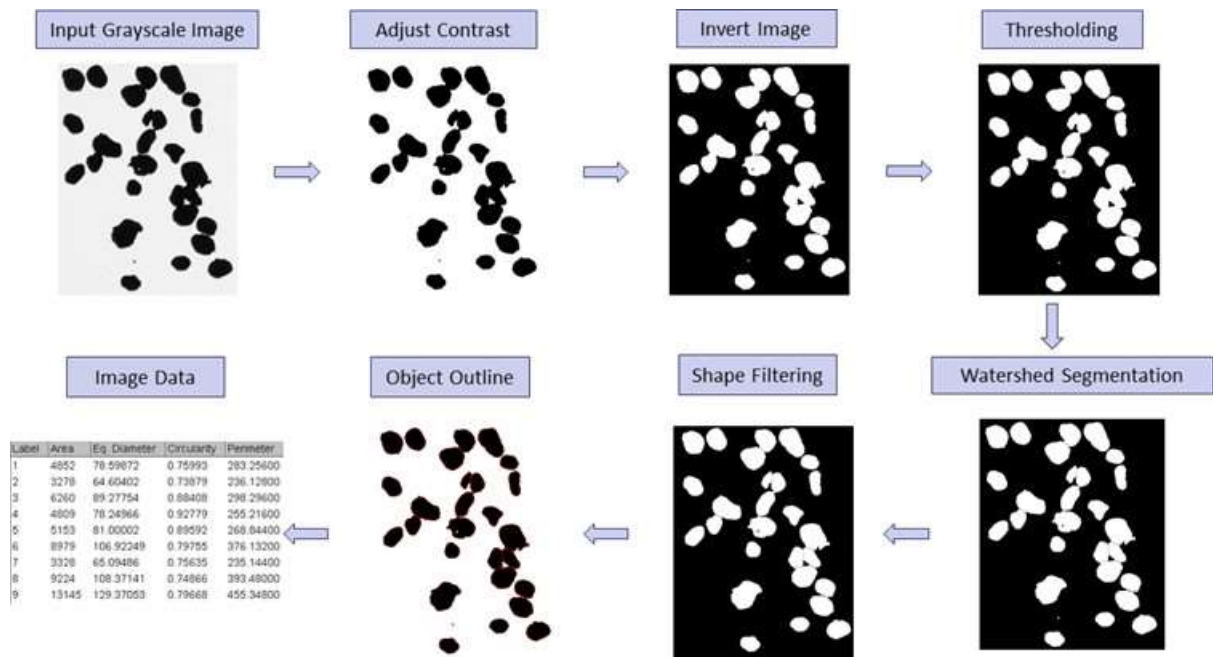 Input Grayscale Image
Adjust Contrast
Invert Image
Thresholding
Watershed Segmentation
Shape Filtering
Object Outline
Image Data
Label Area Eq. Diameter Circularity Perimeter
1 4852 78.59872 0.75993 283.25600
2 3278 64.60402 0.73879 236.12800
3 6260 89.27754 0.88408 298.29600
4 4809 78.24966 0.92779 255.21600
5 5153 81.00002 0.89592 268.84400
6 8979 106.92249 0.79755 376.13200
7 3328 65.09486 0.75635 235.14400
8 9224 108.37141 0.74866 393.48000
9 13145 129.37053 0.79668 455.34800